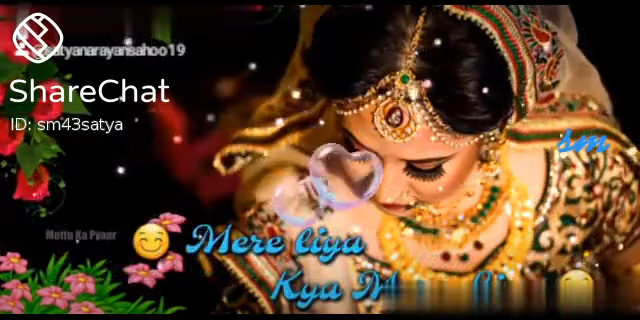 @satyanarayansahoo19
ShareChat
ID: sm43satya
sm
Mettu Ka Pyaar
Mere liya
Kya